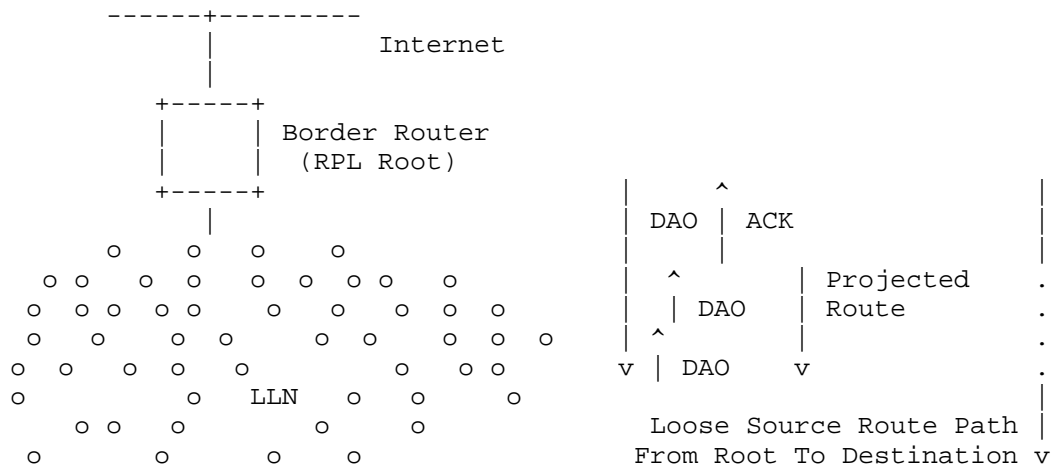 Internet
Border Router
(RPL Root)
DAO ACK
Projected
DAO Route
DAO
LLN
Loose Source Route Path
From Root To Destination